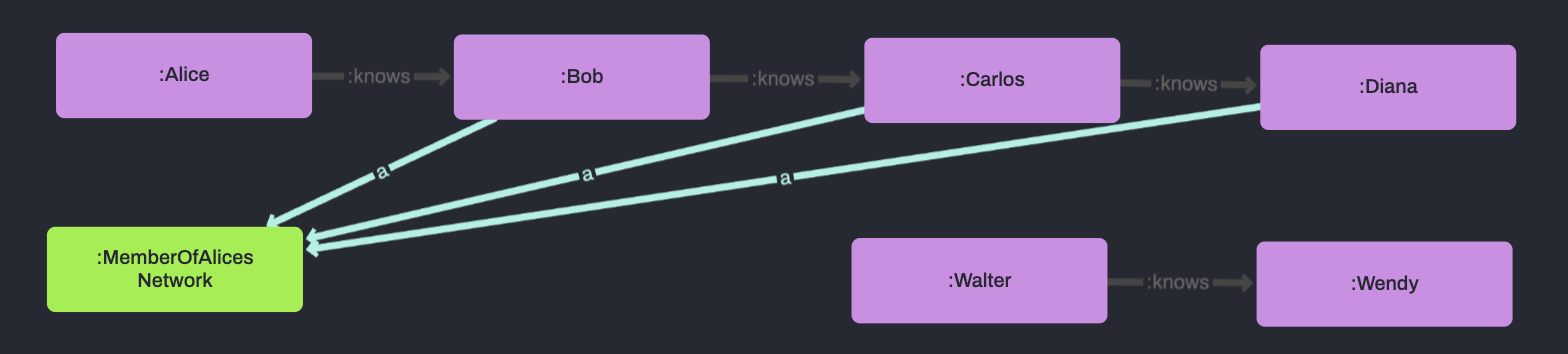 :Alice
:knows
:Bob
:knows
:Carlos
:knows
:Diana
a
a
a
:MemberOfAlices
Network
:Walter
:knows
:Wendy